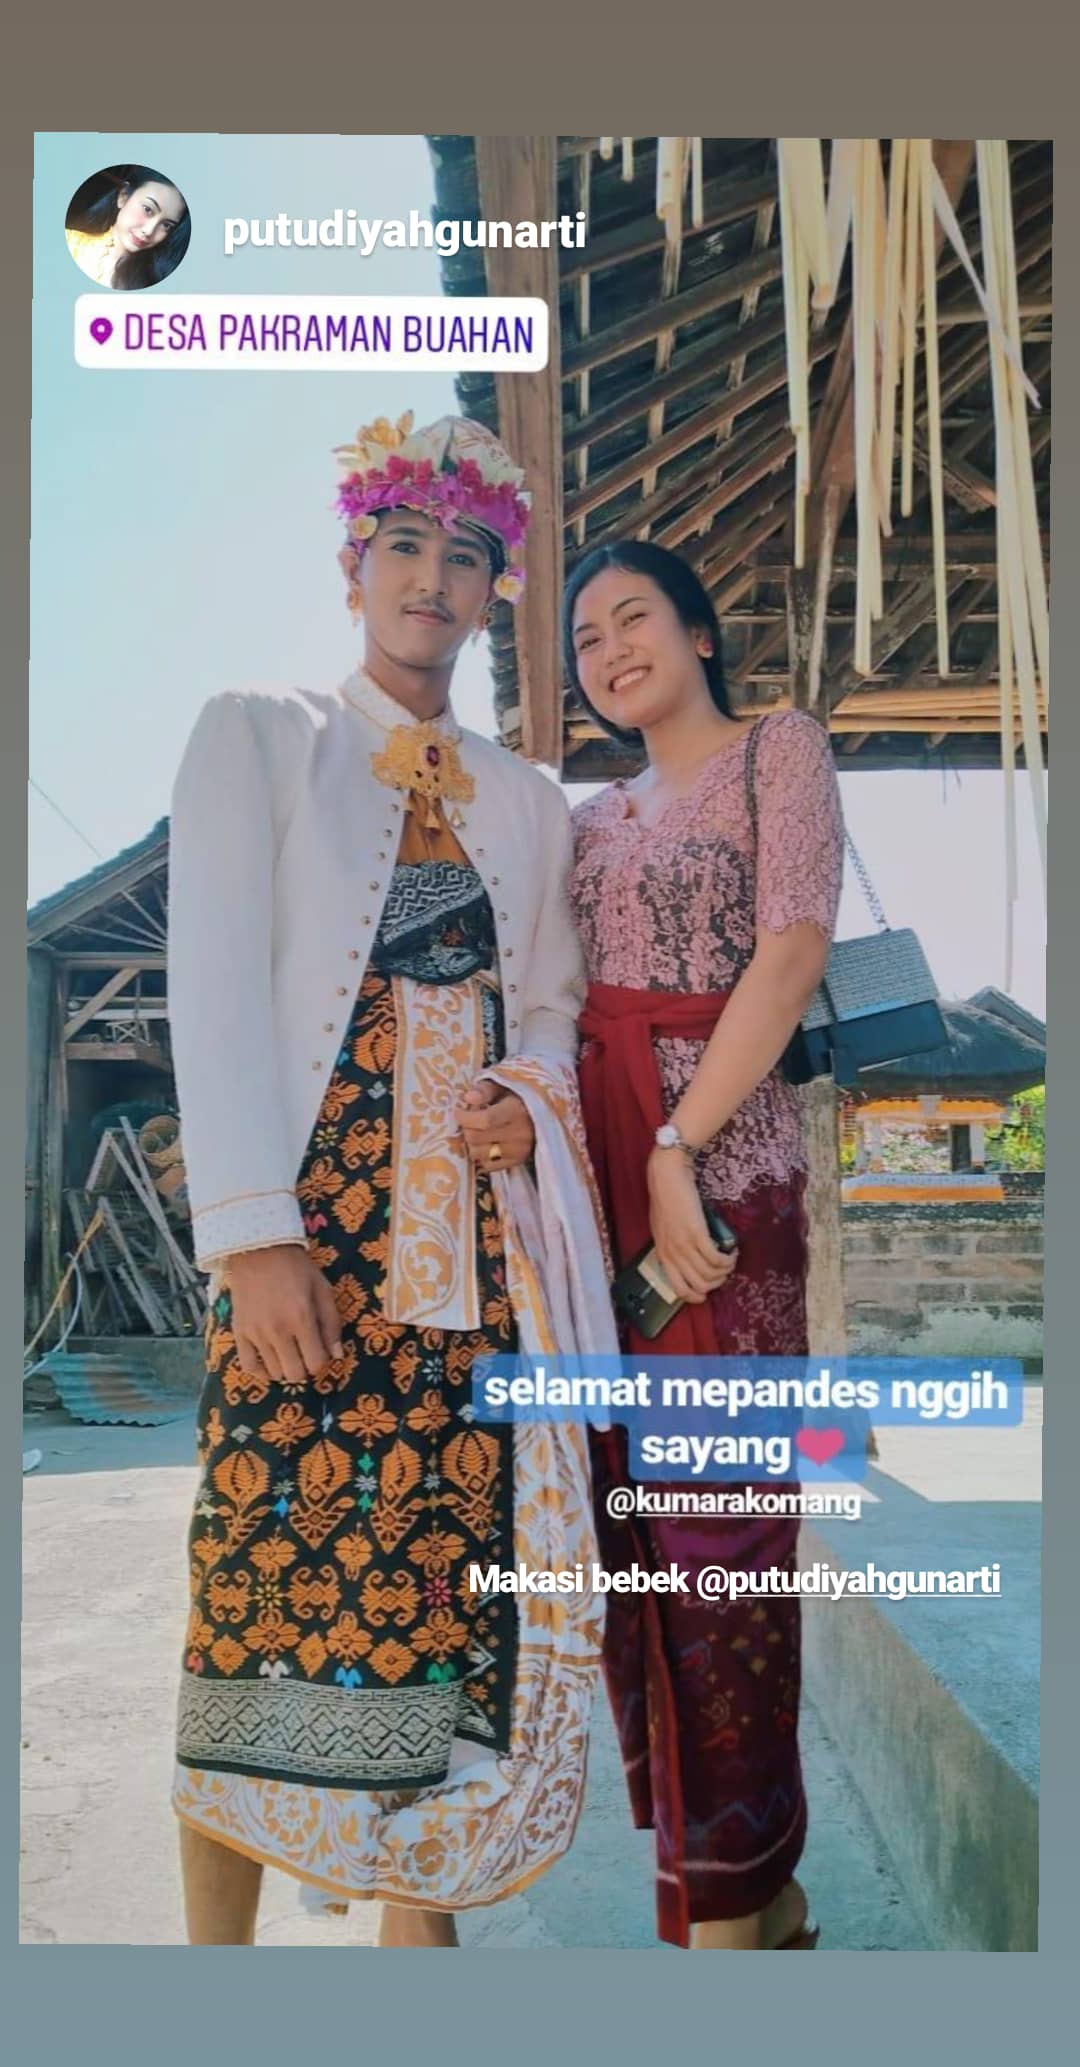 putudiyahgunarti
DESA PAKRAMAN BUAHAN
selamat mepandes nggih
sayang❤
@kumarakomang
Makasi bebek @putudiyahgunarti